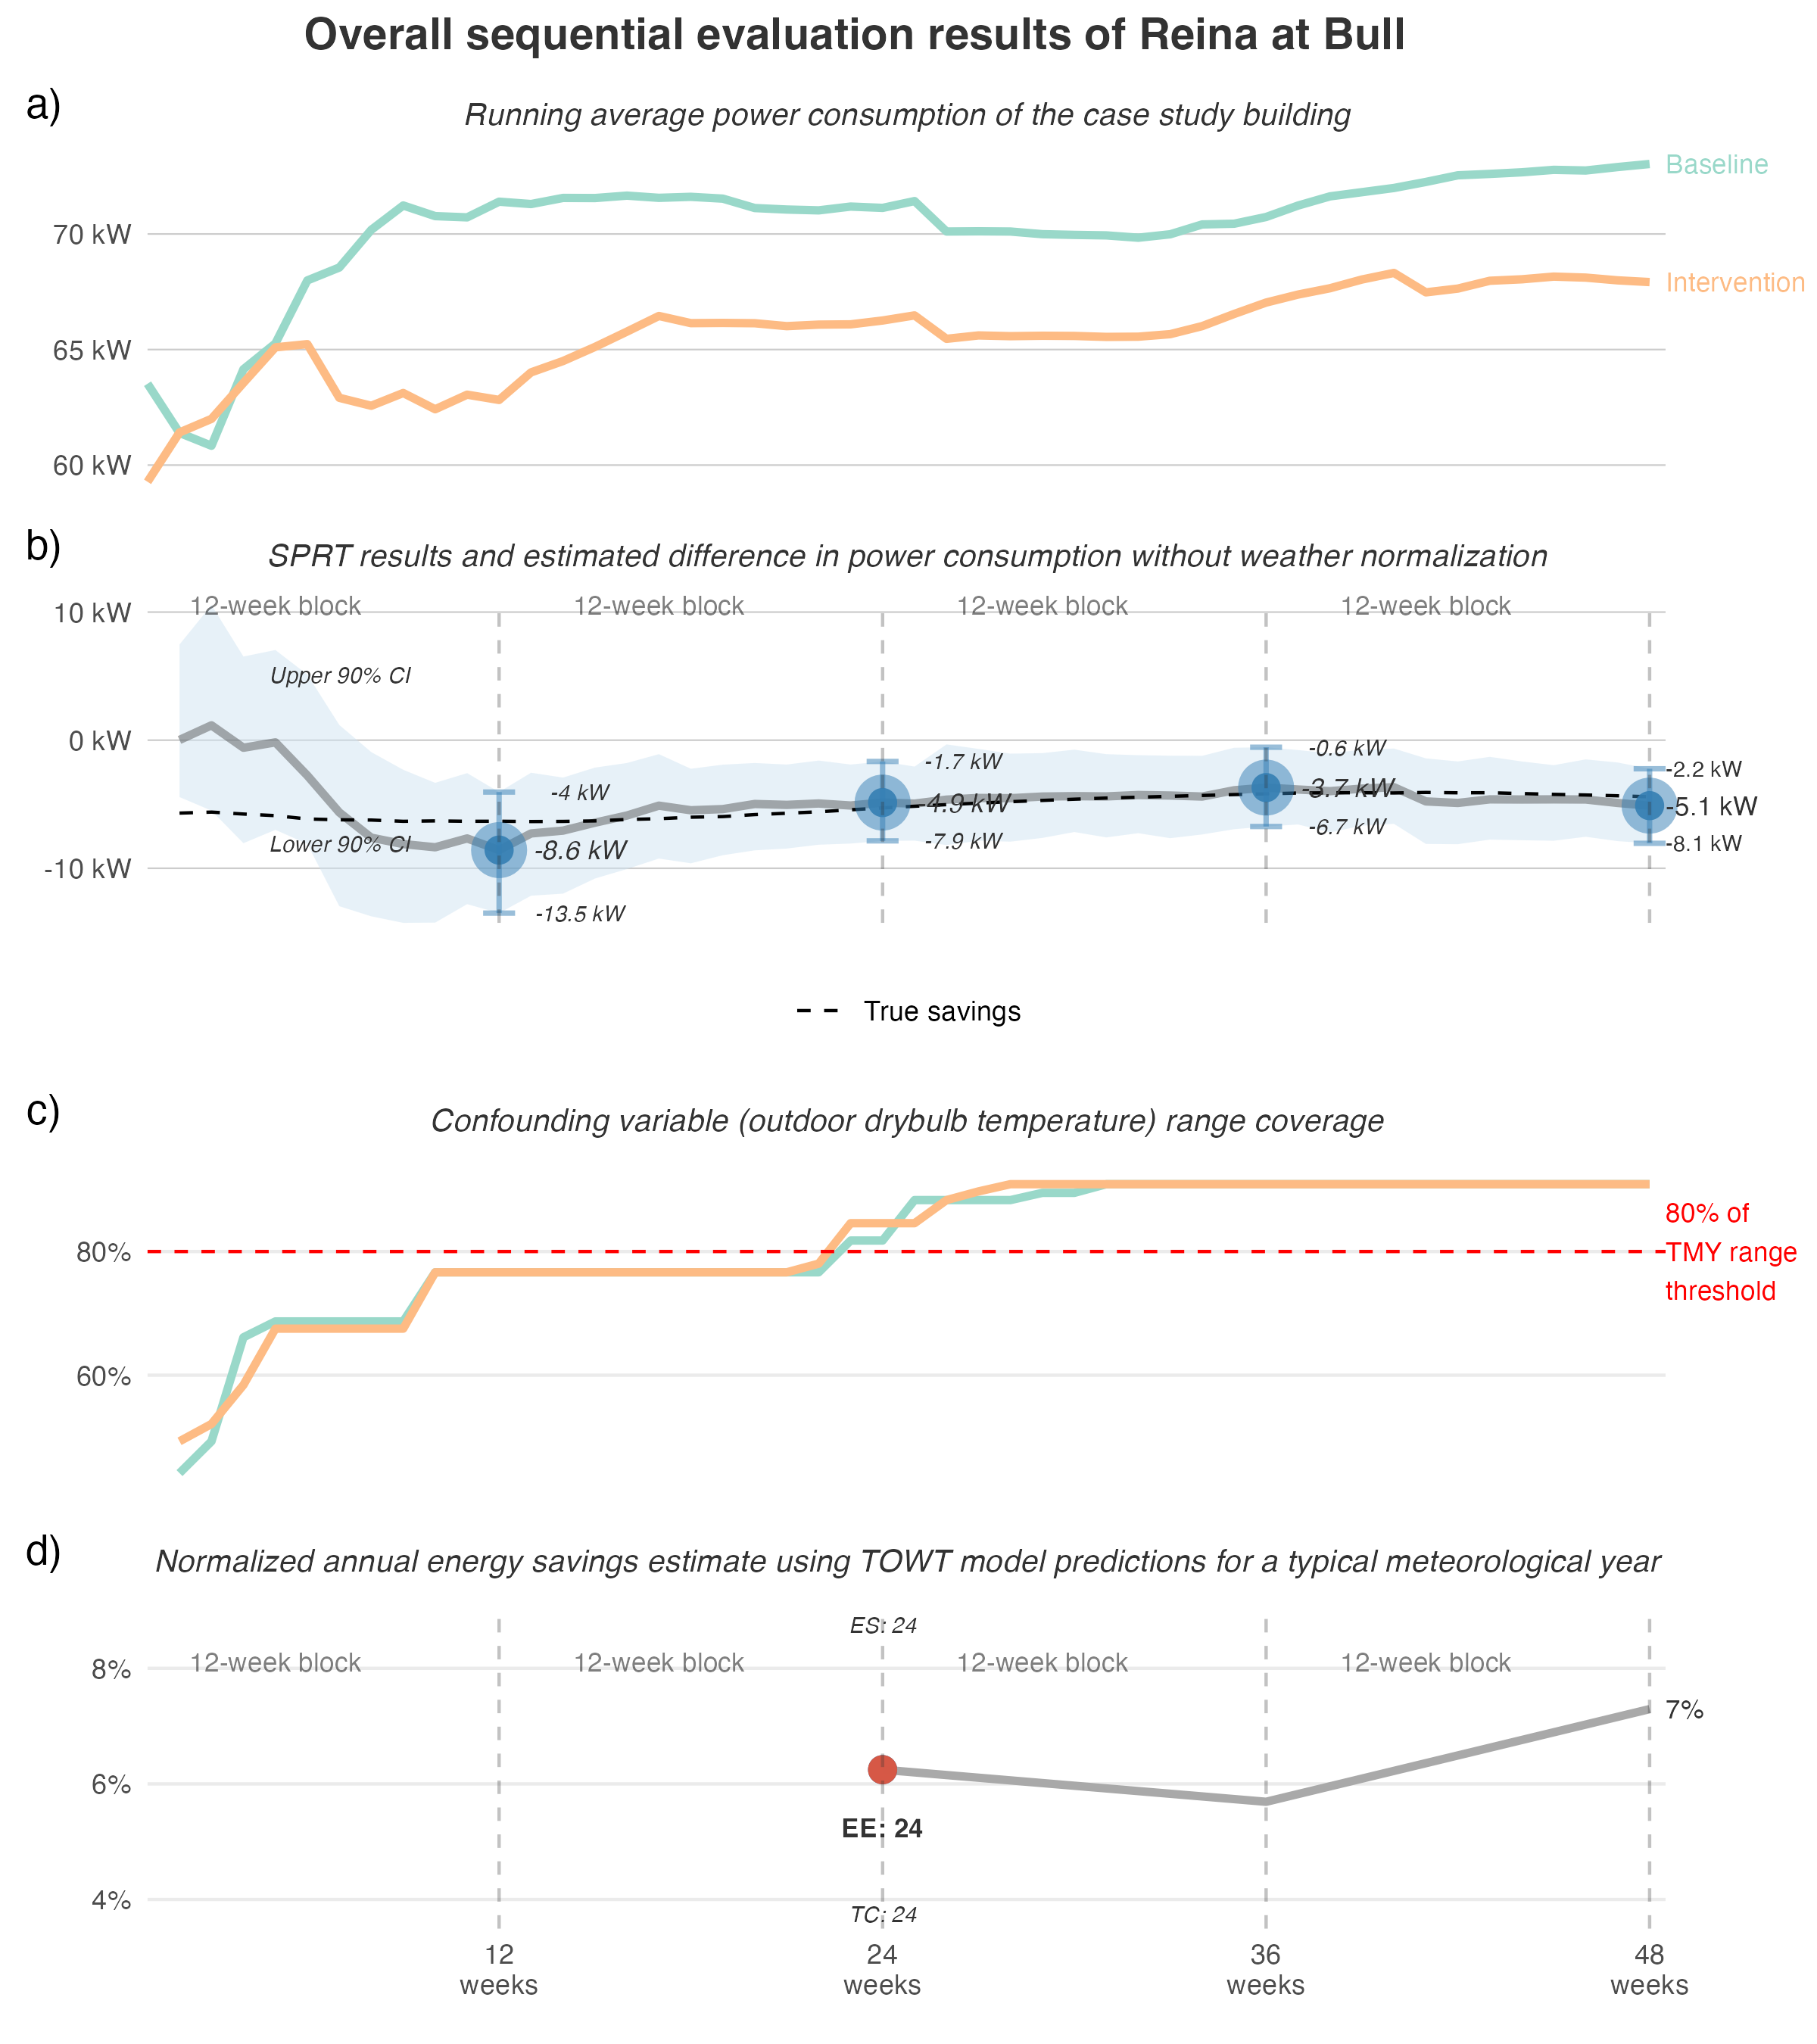 Overall sequential evaluation results of Reina at Bull
a)
Running average power consumption of the case study building
Baseline
70 kW
Intervention
65 kW
60 kW
b)
SPRT results and estimated difference in power consumption without weather normalization
12-week block 12-week block 12-week block 12-week block
10 kW
Upper 90% CI
0 kW
-0.6 kW
-1.7 kW
-2.2 kW
-4 kW
-3.7 kW
-4.9 kW
-5.1 kW
-6.7 kW
-7.9 kW
-8.1 kW
Lower 90% CI
-8.6 kW
-10 kW
-13.5 kW
True savings
c)
Confounding variable (outdoor drybulb temperature) range coverage
80% of
TMY range
threshold
80%
60%
d)
Normalized annual energy savings estimate using TOWT model predictions for a typical meteorological year
ES: 24
12-week block 12-week block 12-week block 12-week block
8%
7%
6%
EE: 24
4%
TC: 24
12 24 36 48
weeks weeks weeks weeks